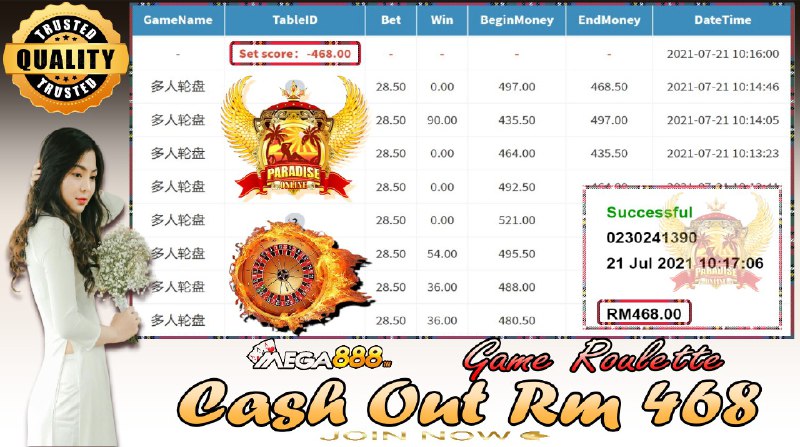 TRUSTED
QUALITY
TRUSTED
GameName TableID Bet Win BeginMoney EndMoney DateTime
- Set score: -468.00 - - - - 2021-07-21 10:16:00
多人轮盘 28.50 0.00 497.00 468.50 2021-07-21 10:14:46
多人轮盘 28.50 90.00 435.50 497.00 2021-07-21 10:14:05
多人轮盘 28.50 0.00 464.00 435.50 2021-07-21 10:13:23
多人轮盘 28.50 0.00 492.50
多人轮盘 28.50 0.00 521.00
多人轮盘 28.50 54.00 495.50
多人轮盘 28.50 36.00 488.00
多人轮盘 28.50 36.00 480.50
PARADISE
ONLINE
Successful
0230241390
21 Jul 2021 10:17:06
RM468.00
PARADISE
MEGA888
Game Roulette
Cash Out Rm 468
JOIN NOW